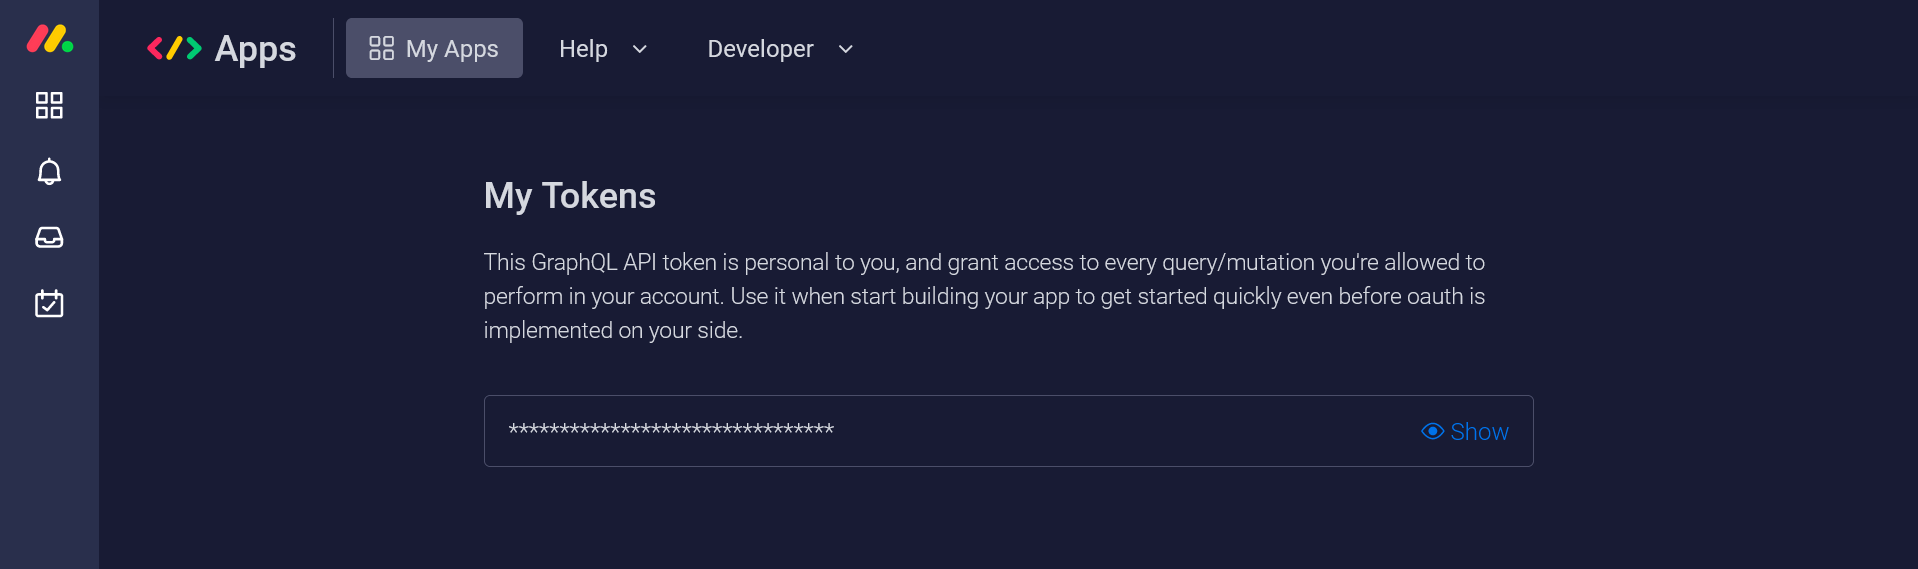 Apps
My Apps
Help
Developer
My Tokens
This GraphQL API token is personal to you, and grant access to every query/mutation you're allowed to
perform in your account. Use it when start building your app to get started quickly even before oauth is
implemented on your side.
********************************
Show